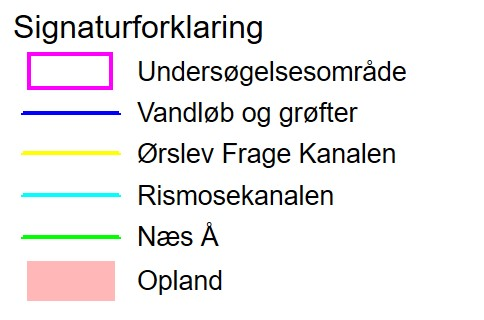 Signaturforklaring
Undersøgelsesområde
Vandløb og grøfter
Ørslev Frage Kanalen
Rismosekanalen
Næs Å
Opland